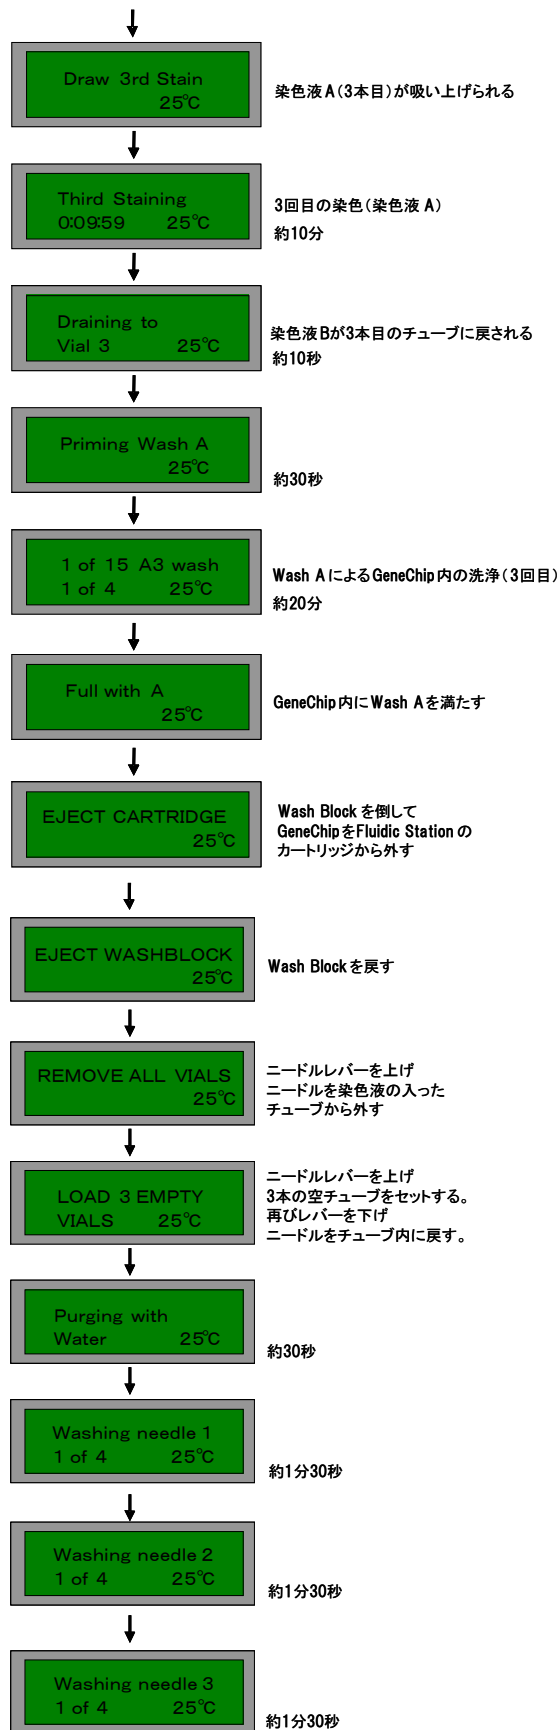 Draw 3rd Stain
25℃
染色液A(3本目)が吸い上げられる
Third Staining
0:09:59 25℃
3回目の染色(染色液 A)
約10分
Draining to
Vial 3 25℃
染色液Bが3本目のチューブに戻される
約10秒
Priming Wash A
25℃
約30秒
1 of 15 A3 wash
1 of 4 25℃
Wash AによるGeneChip内の洗浄(3回目)
約20分
Full with A
25℃
GeneChip内にWash Aを満たす
EJECT CARTRIDGE
25℃
Wash Blockを倒して
GeneChipをFluidic Stationの
カートリッジから外す
EJECT WASHBLOCK
25℃
Wash Blockを戻す
REMOVE ALL VIALS
25℃
ニードルレバーを上げ
ニードルを染色液の入った
チューブから外す
LOAD 3 EMPTY
VIALS 25℃
ニードルレバーを上げ
3本の空チューブをセットする。
再びレバーを下げ
ニードルをチューブ内に戻す。
Purging with
Water 25℃
約30秒
Washing needle 1
1 of 4 25℃
約1分30秒
Washing needle 2
1 of 4 25℃
約1分30秒
Washing needle 3
1 of 4 25℃
約1分30秒